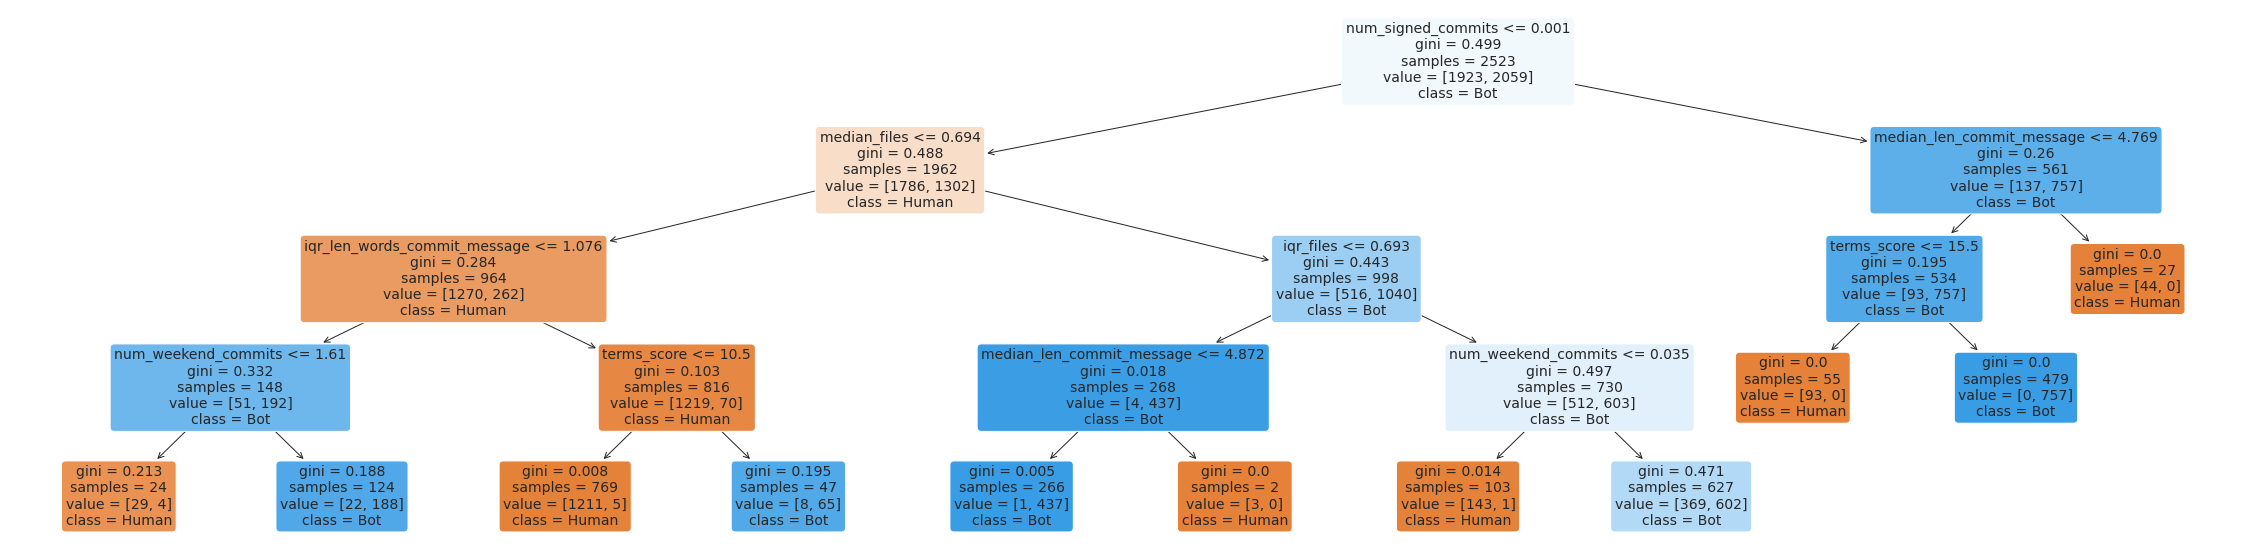 num_signed_commits <= 0.001
gini = 0.499
samples = 2523
value = [1923, 2059]
class = Bot
median_files <= 0.694
gini = 0.488
samples = 1962
value = [1786, 1302]
class = Human
median_len_commit_message <= 4.769
gini = 0.26
samples = 561
value = [137, 757]
class = Bot
iqr_len_words_commit_message <= 1.076
gini = 0.284
samples = 964
value = [1270, 262]
class = Human
iqr_files <= 0.693
gini = 0.443
samples = 998
value = [516, 1040]
class = Bot
terms_score <= 15.5
gini = 0.195
samples = 534
value = [93, 757]
class = Bot
gini = 0.0
samples = 27
value = [44, 0]
class = Human
num_weekend_commits <= 1.61
gini = 0.332
samples = 148
value = [51, 192]
class = Bot
terms_score <= 10.5
gini = 0.103
samples = 816
value = [1219, 70]
class = Human
median_len_commit_message <= 4.872
gini = 0.018
samples = 268
value = [4, 437]
class = Bot
num_weekend_commits <= 0.035
gini = 0.497
samples = 730
value = [512, 603]
class = Bot
gini = 0.0
samples = 55
value = [93, 0]
class = Human
gini = 0.0
samples = 479
value = [0, 757]
class = Bot
gini = 0.213
samples = 24
value = [29, 4]
class = Human
gini = 0.188
samples = 124
value = [22, 188]
class = Bot
gini = 0.008
samples = 769
value = [1211, 5]
class = Human
gini = 0.195
samples = 47
value = [8, 65]
class = Bot
gini = 0.005
samples = 266
value = [1, 437]
class = Bot
gini = 0.0
samples = 2
value = [3, 0]
class = Human
gini = 0.014
samples = 103
value = [143, 1]
class = Human
gini = 0.471
samples = 627
value = [369, 602]
class = Bot